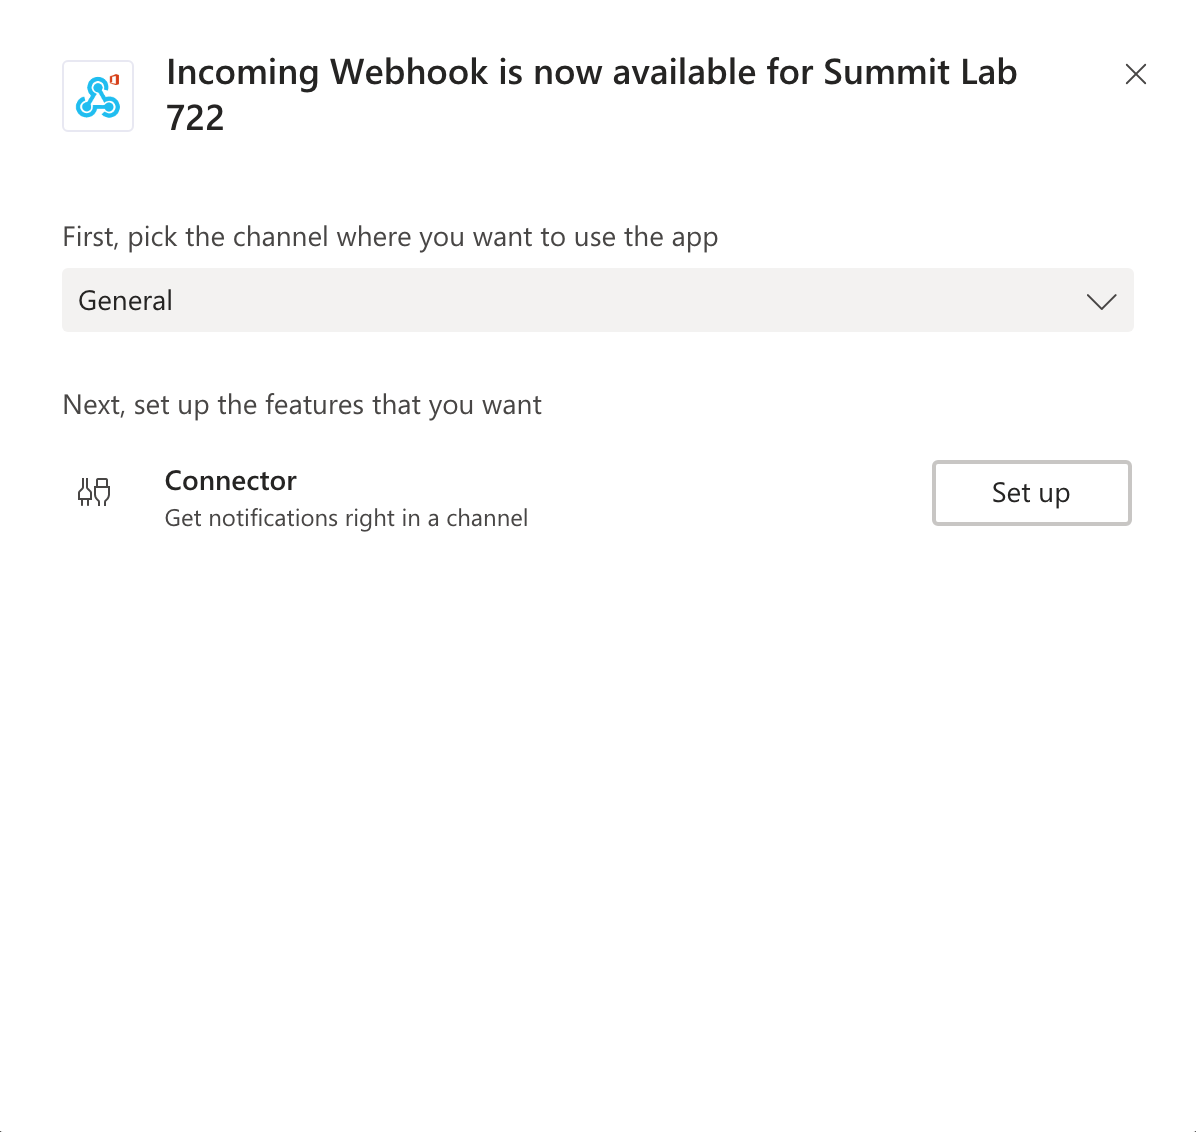 Incoming Webhook is now available for Summit Lab
722
First, pick the channel where you want to use the app
General
Next, set up the features that you want
Connector
Get notifications right in a channel
Set up